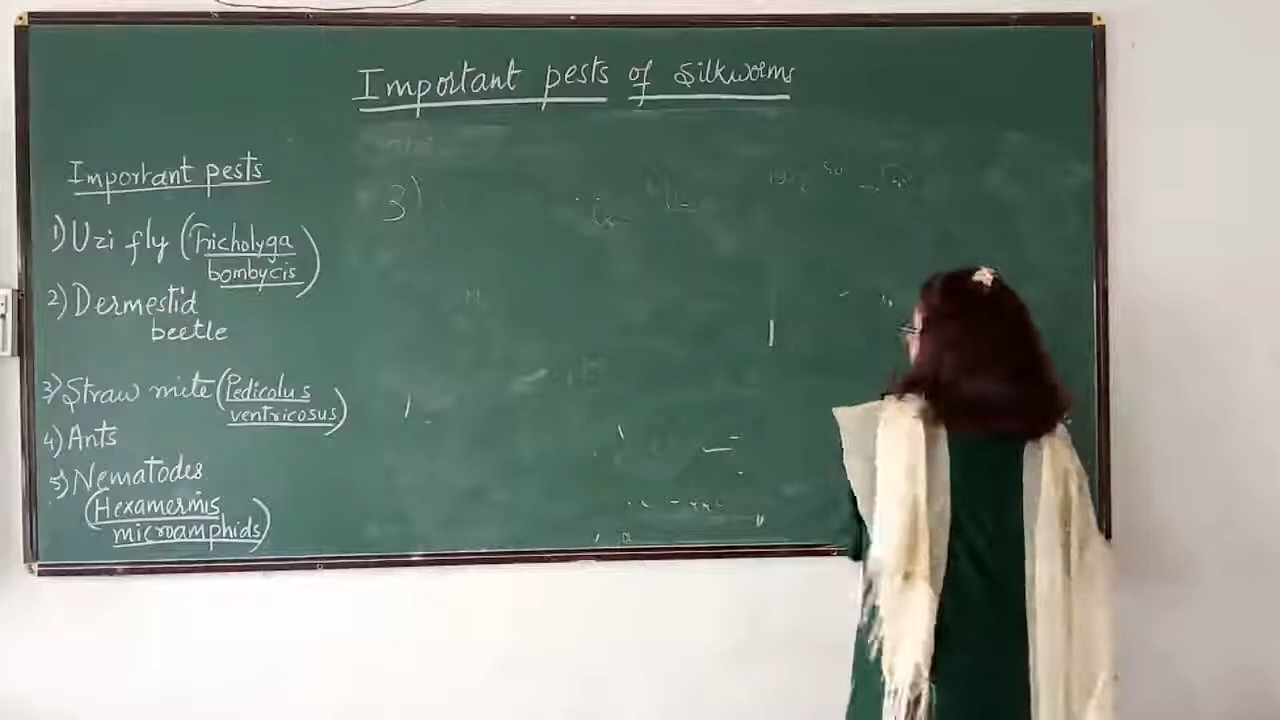 Important pests of Silkworms
Important pests
1) Uzi fly (Tricholyga
bombycis)
2) Dermestid
beetle
3) Straw mite (Pedicolus
ventricosus)
4) Ants
5) Nematodes
(Hexamermis
microamphids)
3)